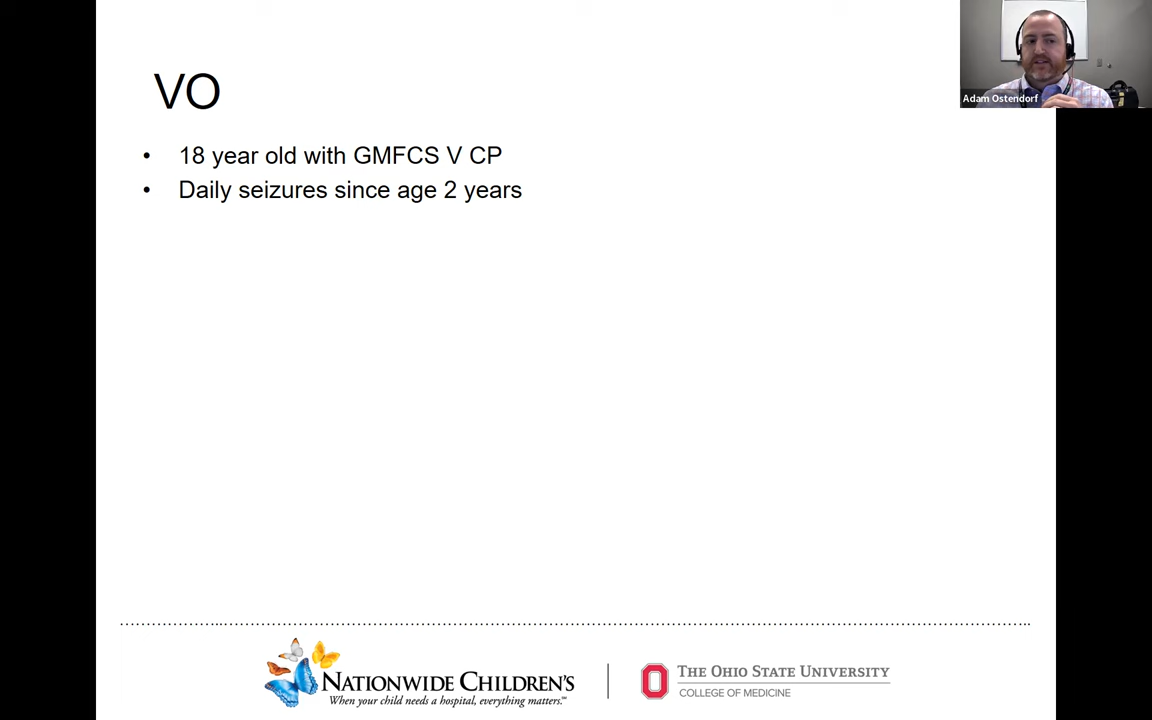 Adam Ostendorf
VO
• 18 year old with GMFCS V CP
• Daily seizures since age 2 years
NATIONWIDE CHILDREN'S
When your child needs a hospital, everything matters.℠
THE OHIO STATE UNIVERSITY
COLLEGE OF MEDICINE